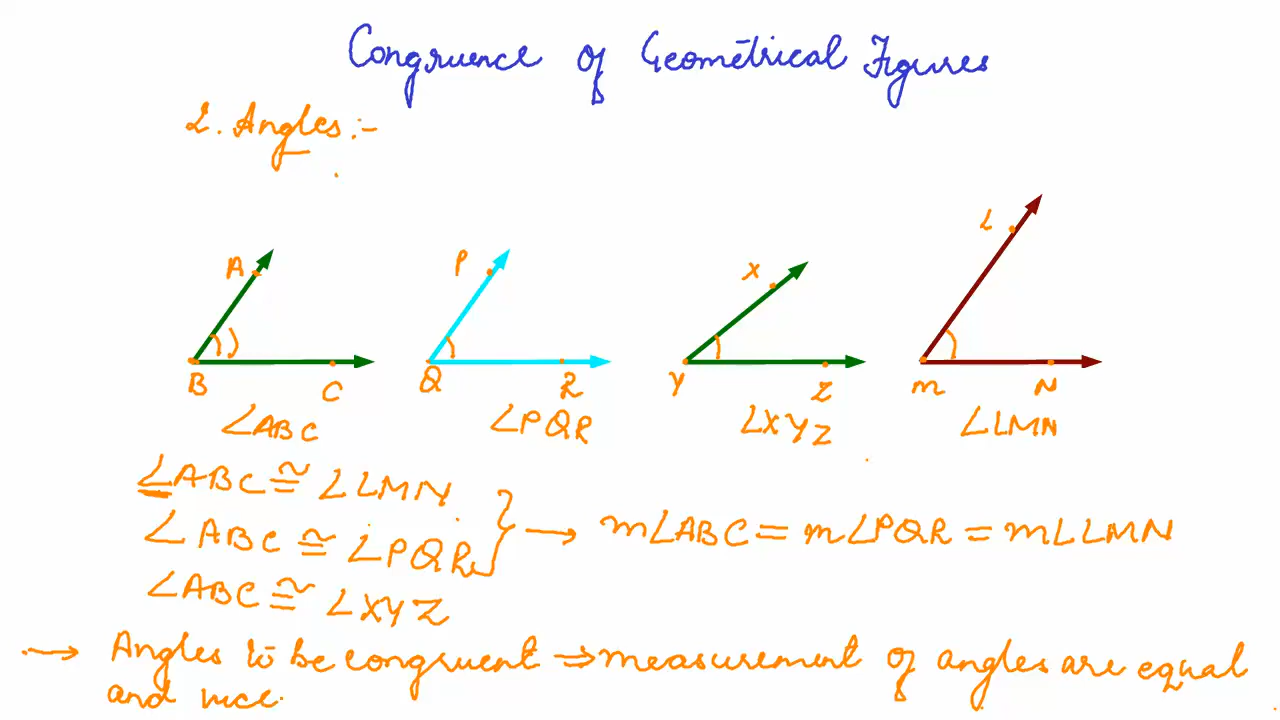 Congruence of Geometrical Figures
2. Angles :-
A B C
P Q R
X Y Z
L M N
∠ABC ∠PQR ∠XYZ ∠LMN
∠ABC ≅ ∠LMN
∠ABC ≅ ∠PQR } → m∠ABC = m∠PQR = m∠LMN
∠ABC ≅ ∠XYZ
→ Angles to be congruent ⇒ measurement of angles are equal
and vice